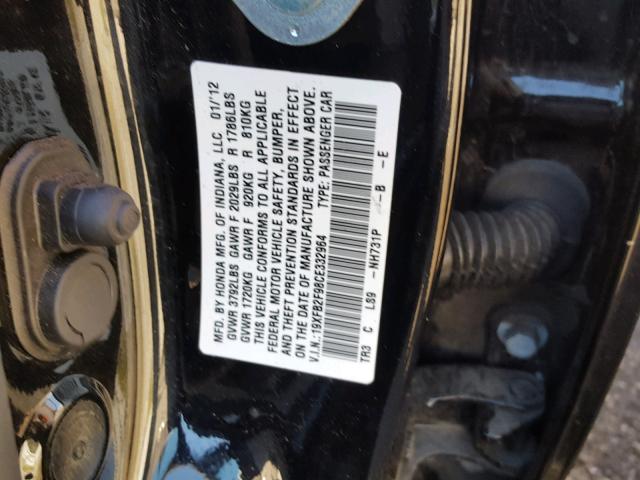 MFD. BY HONDA MFG. OF INDIANA, LLC 01/'12
GVWR 3792LBS GAWR F 2029LBS R 1786LBS
GVWR 1720KG GAWR F 920KG R 810KG
THIS VEHICLE CONFORMS TO ALL APPLICABLE
FEDERAL MOTOR VEHICLE SAFETY, BUMPER,
AND THEFT PREVENTION STANDARDS IN EFFECT
ON THE DATE OF MANUFACTURE SHOWN ABOVE.
V.I.N.: 19XFB2F98CE332964 TYPE: PASSENGER CAR
TR3 C LS9 - NH731P - B - E